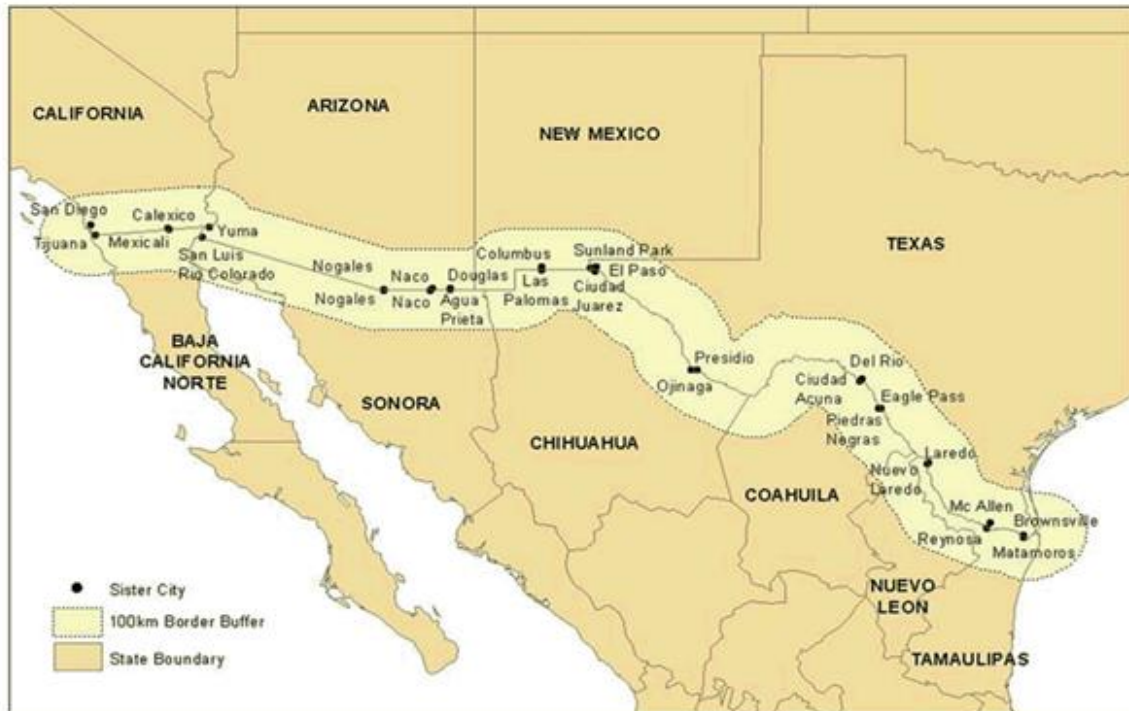 CALIFORNIA
ARIZONA
NEW MEXICO
TEXAS
San Diego
Tijuana
Calexico
Mexicali
Yuma
San Luis
Rio Colorado
Nogales
Nogales
Naco
Naco
Douglas
Agua
Prieta
Columbus
Las
Palomas
Sunland Park
El Paso
Ciudad
Juarez
Presidio
Ojinaga
Del Rio
Ciudad
Acuna
Eagle Pass
Piedras
Negras
Laredo
Nuevo
Laredo
Mc Allen
Reynosa
Brownsville
Matamoros
BAJA
CALIFORNIA
NORTE
SONORA
CHIHUAHUA
COAHUILA
NUEVO
LEON
TAMAULIPAS
Sister City
100km Border Buffer
State Boundary